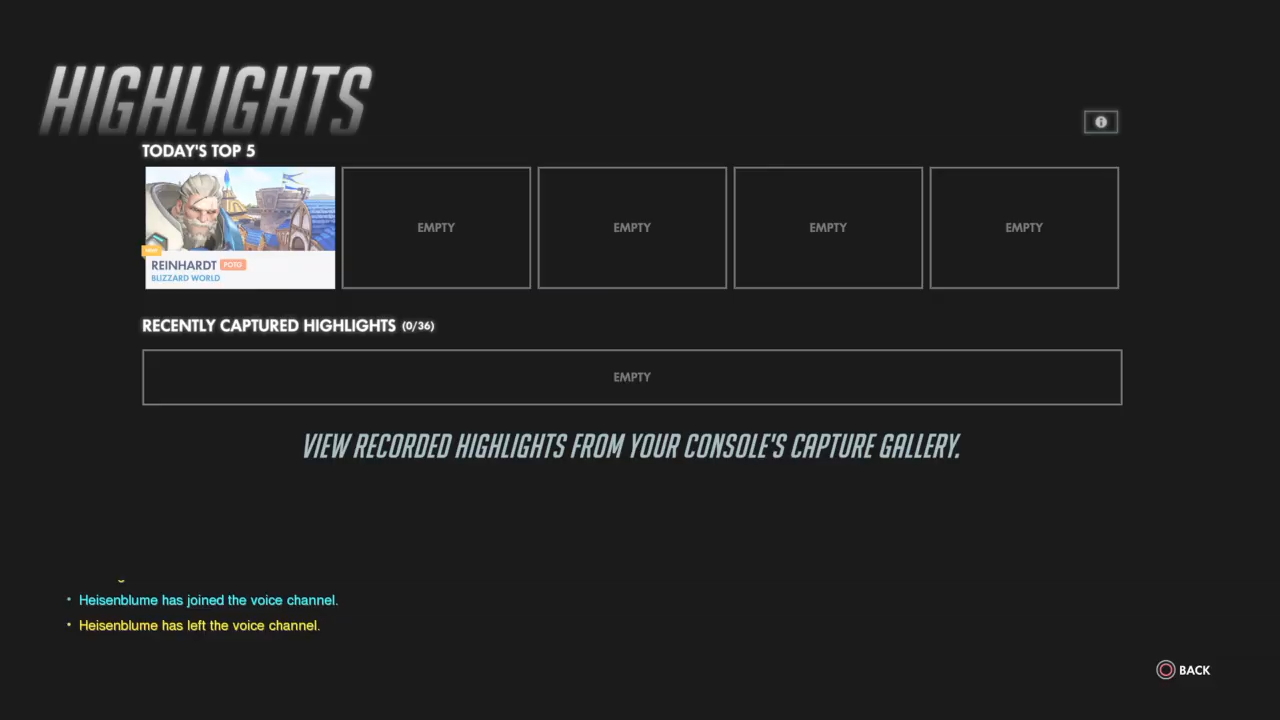 HIGHLIGHTS
TODAY'S TOP 5
REINHARDT POTG
BLIZZARD WORLD
EMPTY
EMPTY
EMPTY
EMPTY
RECENTLY CAPTURED HIGHLIGHTS (0/36)
EMPTY
VIEW RECORDED HIGHLIGHTS FROM YOUR CONSOLE'S CAPTURE GALLERY.
• Heisenblume has joined the voice channel.
• Heisenblume has left the voice channel.
BACK